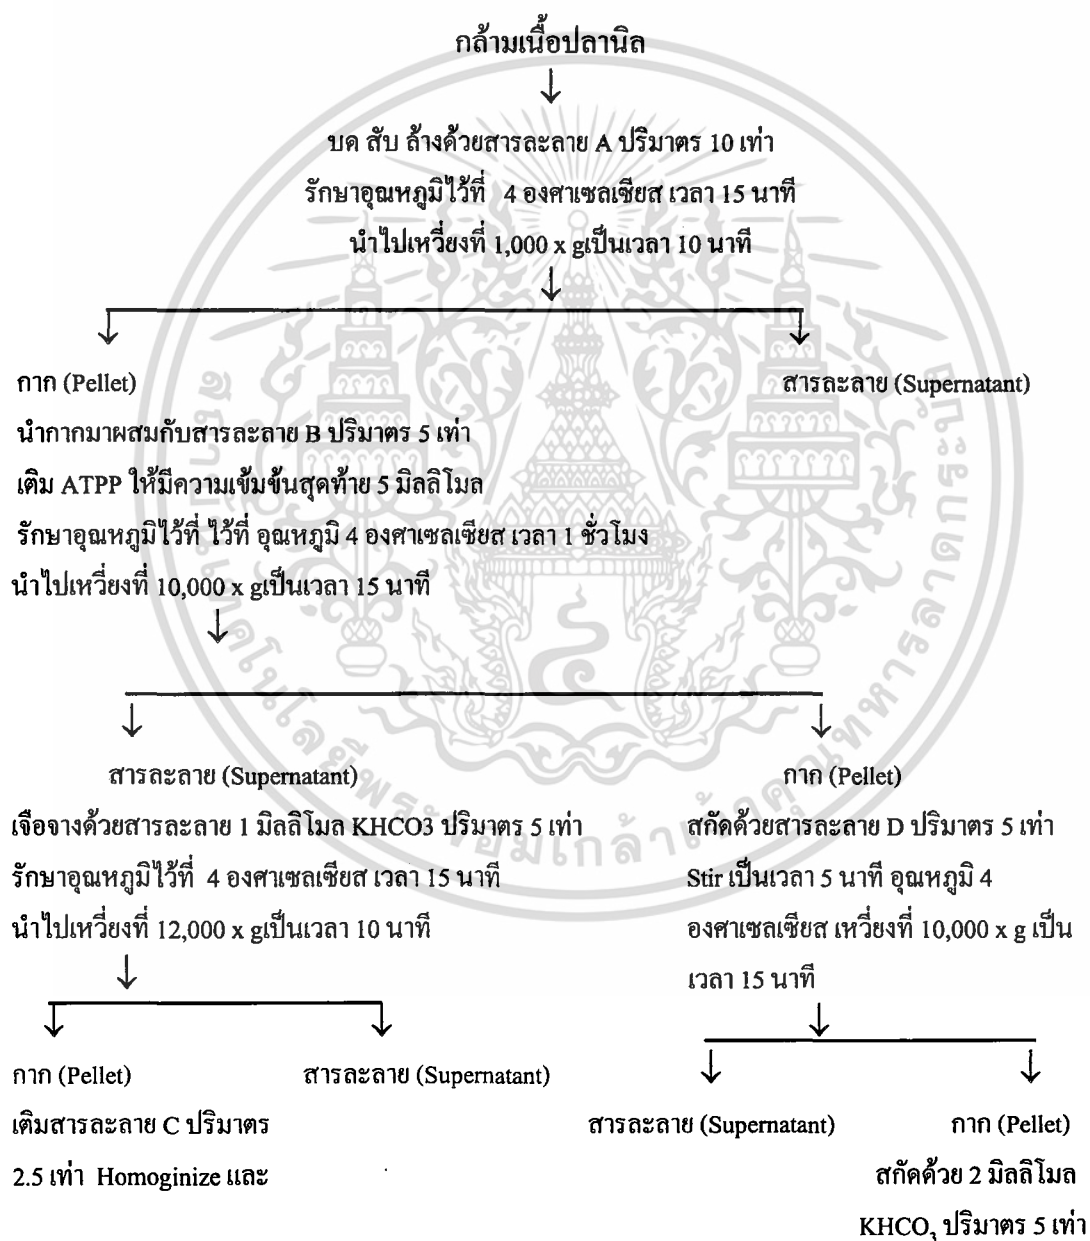 กล้ามเนื้อปลานิล
↓
บด สับ ล้างด้วยสารละลาย A ปริมาตร 10 เท่า
รักษาอุณหภูมิไว้ที่ 4 องศาเซลเซียส เวลา 15 นาที
นำไปเหวี่ยงที่ 1,000 x gเป็นเวลา 10 นาที
กาก (Pellet)
นำกากมาผสมกับสารละลาย B ปริมาตร 5 เท่า
เติม ATPP ให้มีความเข้มข้นสุดท้าย 5 มิลลิโมล
รักษาอุณหภูมิไว้ที่ ไว้ที่ อุณหภูมิ 4 องศาเซลเซียส เวลา 1 ชั่วโมง
นำไปเหวี่ยงที่ 10,000 x gเป็นเวลา 15 นาที
สารละลาย (Supernatant)
สารละลาย (Supernatant)
เจือจางด้วยสารละลาย 1 มิลลิโมล KHCO3 ปริมาตร 5 เท่า
รักษาอุณหภูมิไว้ที่ 4 องศาเซลเซียส เวลา 15 นาที
นำไปเหวี่ยงที่ 12,000 x gเป็นเวลา 10 นาที
กาก (Pellet)
เติมสารละลาย C ปริมาตร
2.5 เท่า Homoginize และ
สารละลาย (Supernatant)
กาก (Pellet)
สกัดด้วยสารละลาย D ปริมาตร 5 เท่า
Stir เป็นเวลา 5 นาที อุณหภูมิ 4
องศาเซลเซียส เหวี่ยงที่ 10,000 x g เป็น
เวลา 15 นาที
สารละลาย (Supernatant)
กาก (Pellet)
สกัดด้วย 2 มิลลิโมล
KHCO₃ ปริมาตร 5 เท่า